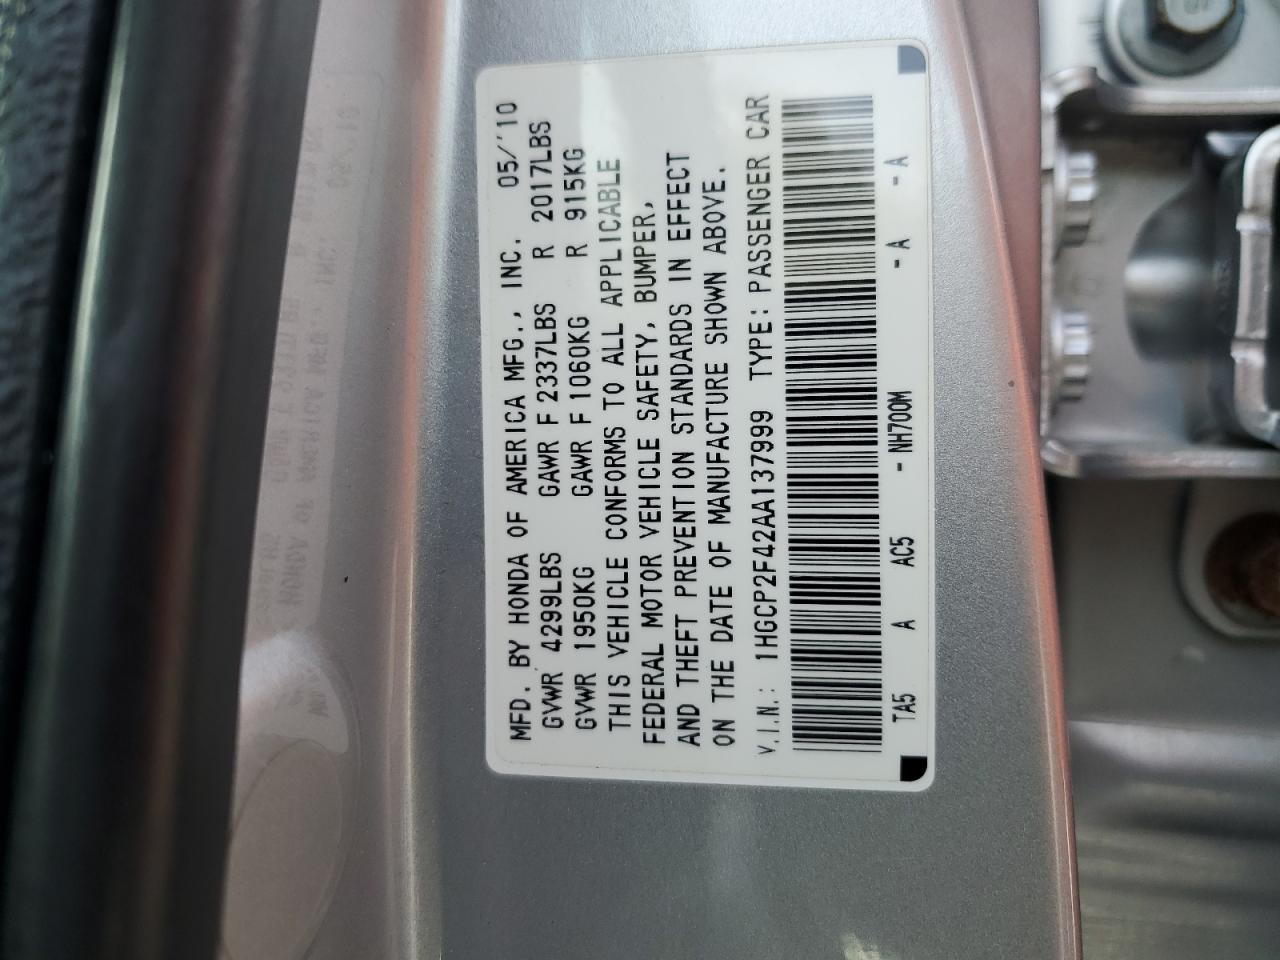 MFD. BY HONDA OF AMERICA MFG., INC. 05/'10
GVWR 4299LBS GAWR F 2337LBS R 2017LBS
GVWR 1950KG GAWR F 1060KG R 915KG
THIS VEHICLE CONFORMS TO ALL APPLICABLE
FEDERAL MOTOR VEHICLE SAFETY, BUMPER,
AND THEFT PREVENTION STANDARDS IN EFFECT
ON THE DATE OF MANUFACTURE SHOWN ABOVE.
V.I.N.: 1HGCP2F42AA137999 TYPE: PASSENGER CAR
TA5 A AC5 - NH700M - A - A